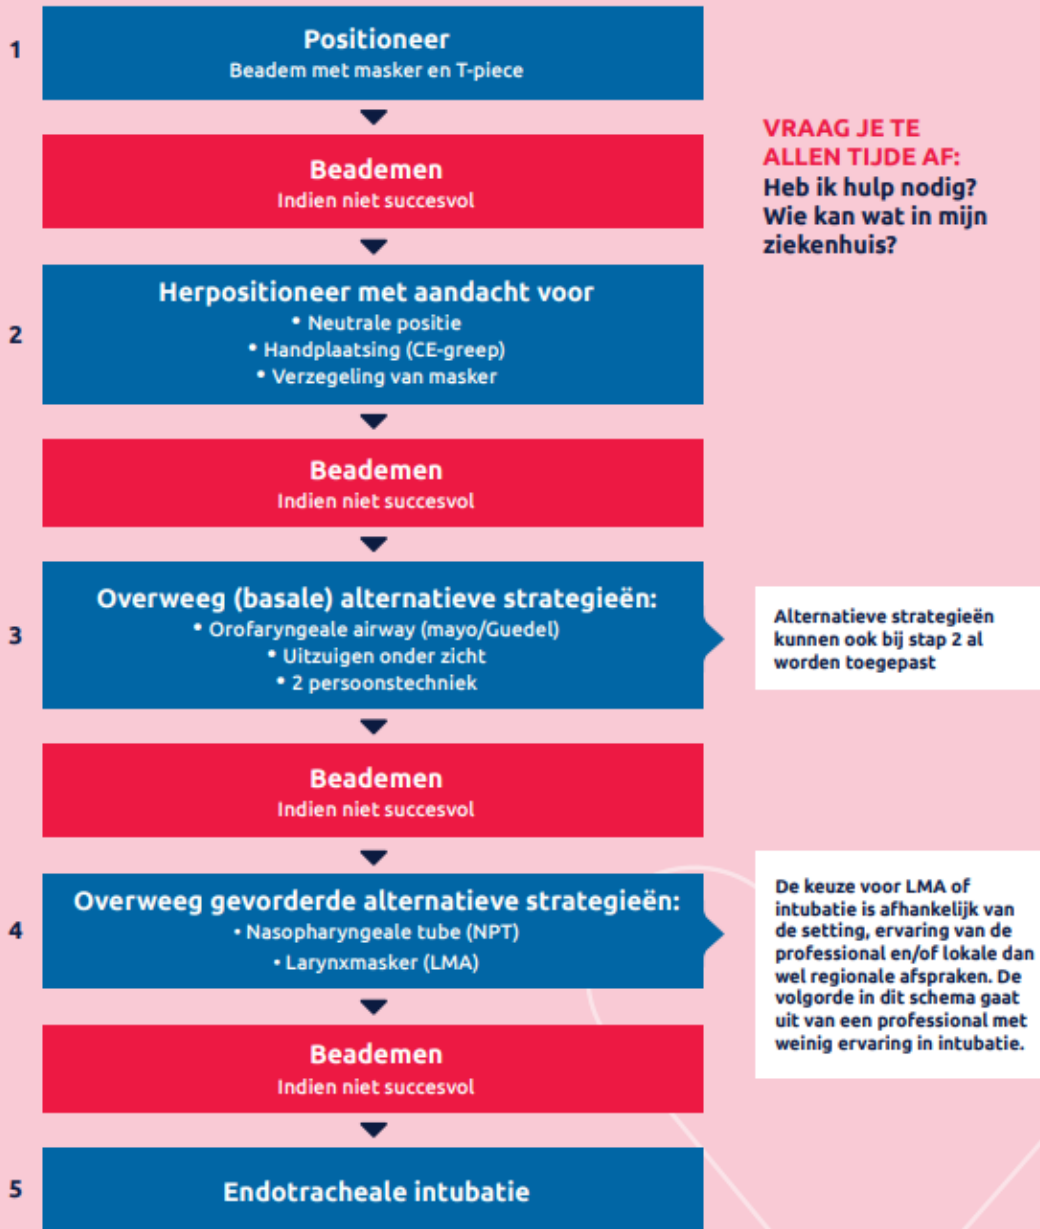 1
Positioneer
Beadem met masker en T-piece
VRAAG JE TE
ALLEN TIJDE AF:
Heb ik hulp nodig?
Wie kan wat in mijn
ziekenhuis?
Beademen
Indien niet succesvol
2
Herpositioneer met aandacht voor
• Neutrale positie
• Handplaatsing (CE-greep)
• Verzegeling van masker
Beademen
Indien niet succesvol
3
Overweeg (basale) alternatieve strategieën:
• Orofaryngeale airway (mayo/Guedel)
• Uitzuigen onder zicht
• 2 persoonstechniek
Alternatieve strategieën
kunnen ook bij stap 2 al
worden toegepast
Beademen
Indien niet succesvol
4
Overweeg gevorderde alternatieve strategieën:
• Nasopharyngeale tube (NPT)
• Larynxmasker (LMA)
De keuze voor LMA of
intubatie is afhankelijk van
de setting, ervaring van de
professional en/of lokale dan
wel regionale afspraken. De
volgorde in dit schema gaat
uit van een professional met
weinig ervaring in intubatie.
Beademen
Indien niet succesvol
5
Endotracheale intubatie